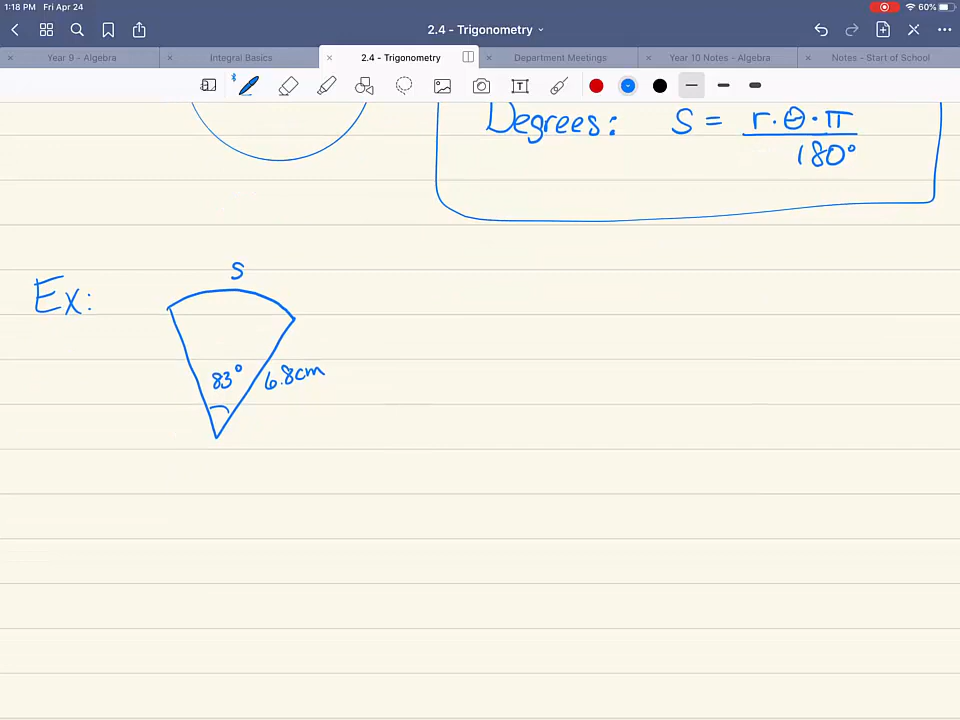 1:18 PM Fri Apr 24
60%
2.4 - Trigonometry
Year 9 - Algebra
Integral Basics
2.4 - Trigonometry
Department Meetings
Year 10 Notes - Algebra
Notes - Start of School
T
Degrees: S = r·θ·π
180°
Ex:
S
83° 6.8cm